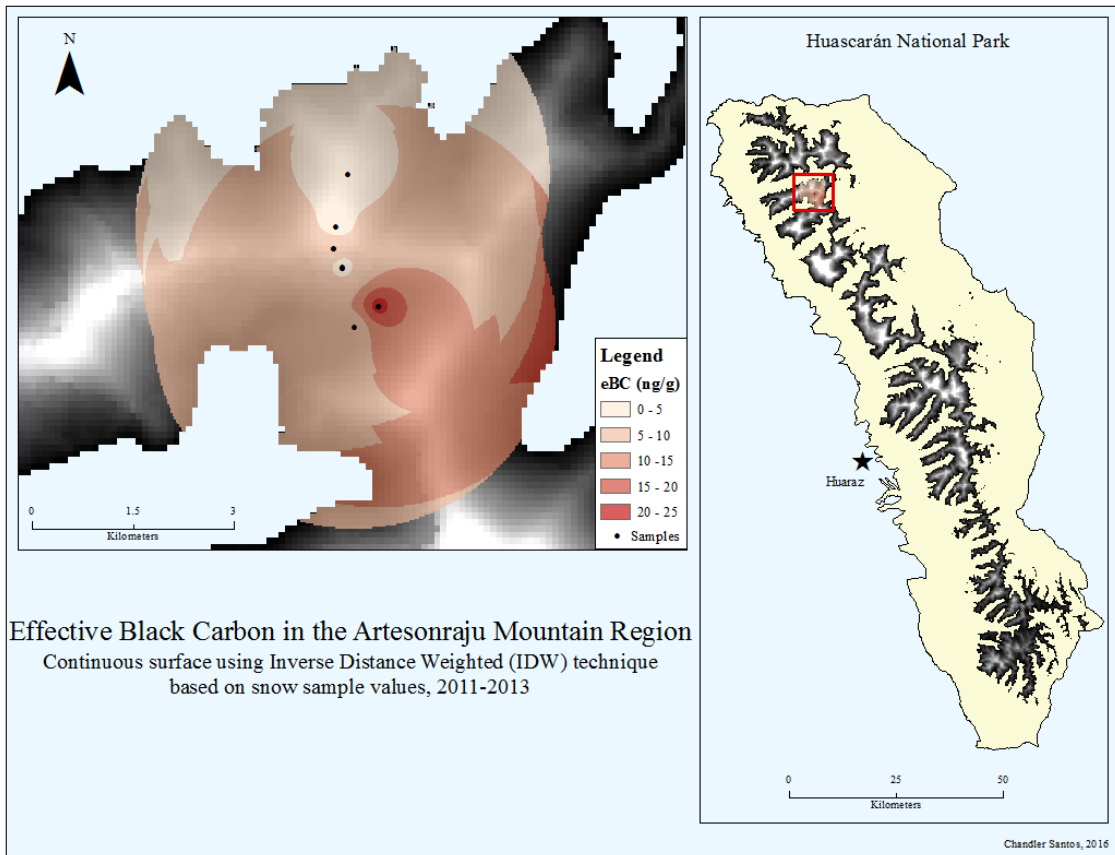 N
Legend
eBC (ng/g)
0 - 5
5 - 10
10 -15
15 - 20
20 - 25
Samples
0 1.5 3
Kilometers
Effective Black Carbon in the Artesonraju Mountain Region
Continuous surface using Inverse Distance Weighted (IDW) technique
based on snow sample values, 2011-2013
Huascarán National Park
Huaraz
0 25 50
Kilometers
Chandler Santos, 2016